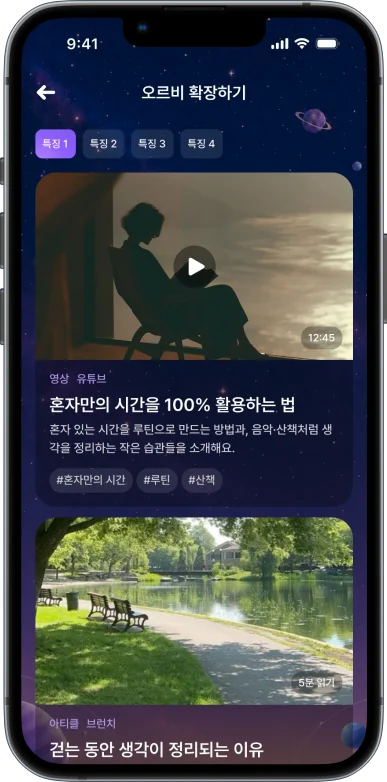 9:41
오르비 확장하기
특징 1 특징 2 특징 3 특징 4
12:45
영상 유튜브
혼자만의 시간을 100% 활용하는 법
혼자 있는 시간을 루틴으로 만드는 방법과, 음악·산책처럼 생
각을 정리하는 작은 습관들을 소개해요.
#혼자만의 시간 #루틴 #산책
5분 읽기
아티클 브런치
걷는 동안 생각이 정리되는 이유